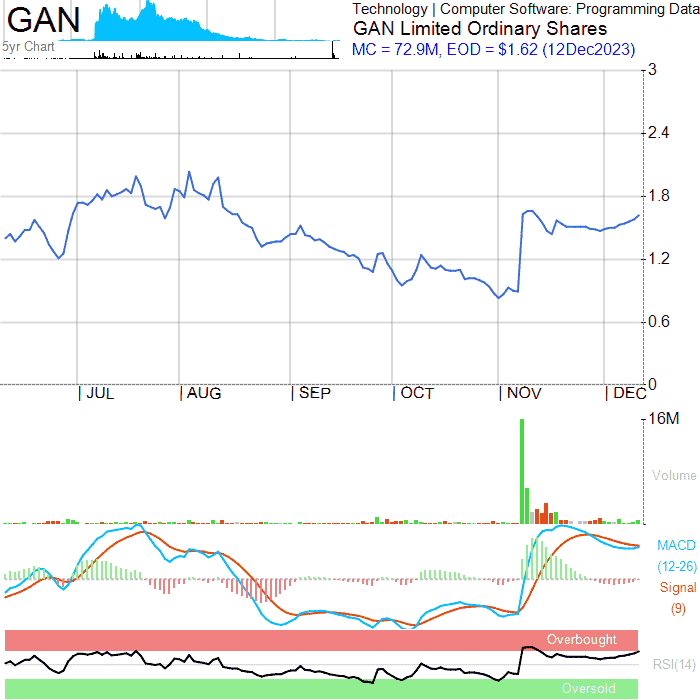 GAN
5yr Chart
Technology | Computer Software: Programming Data
GAN Limited Ordinary Shares
MC = 72.9M, EOD = $1.62 (12Dec2023)
3
2.4
1.8
1.2
0.6
0
| JUL | AUG | SEP | OCT | NOV | DEC
16M
Volume
MACD
(12-26)
Signal
(9)
Overbought
RSI(14)
Oversold